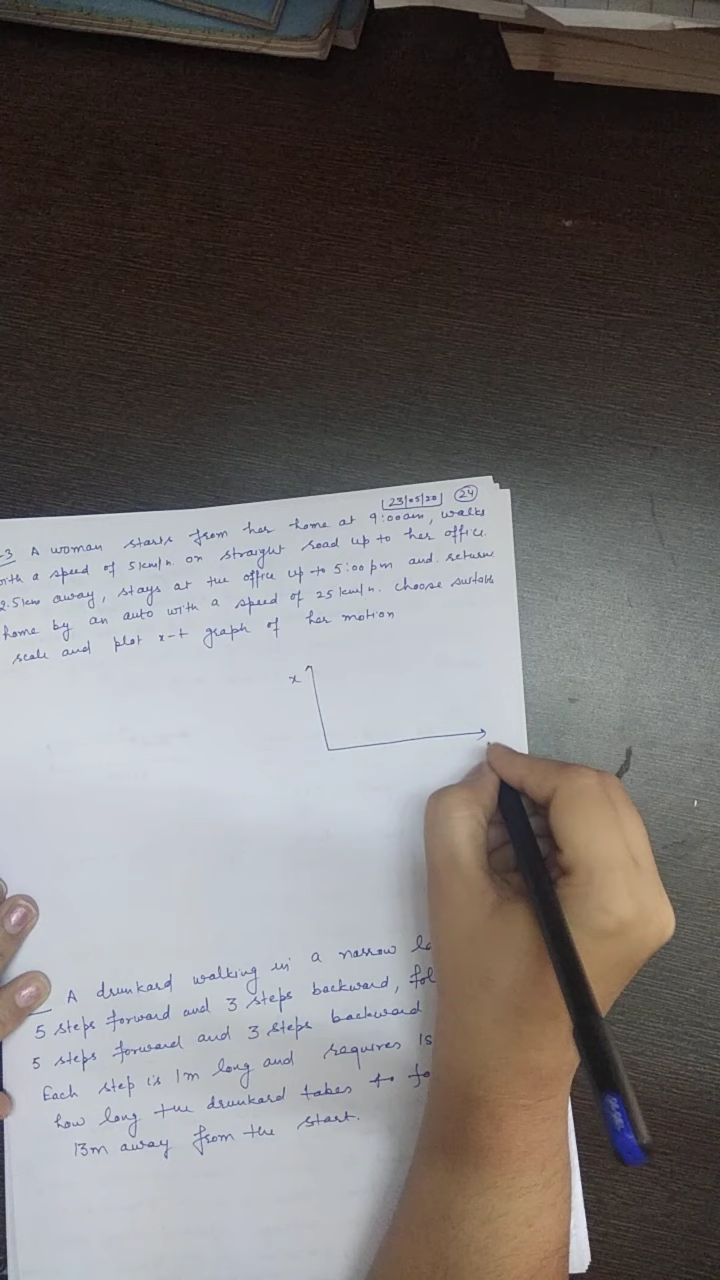 23/05/20 24
-3 A woman starts from her home at 9:00am, walks
with a speed of 5km/h on straight road up to her office
2.5km away, stays at the office up to 5:00pm and return
home by an auto with a speed of 25 km/h. choose suitable
scale and plot x-t graph of her motion
x
A drunkard walking in a narrow
5 steps forward and 3 steps backward,
5 steps forward and 3 steps backward
Each step is 1m long and requires 1s
how long the drunkard takes to
13m away from the start.